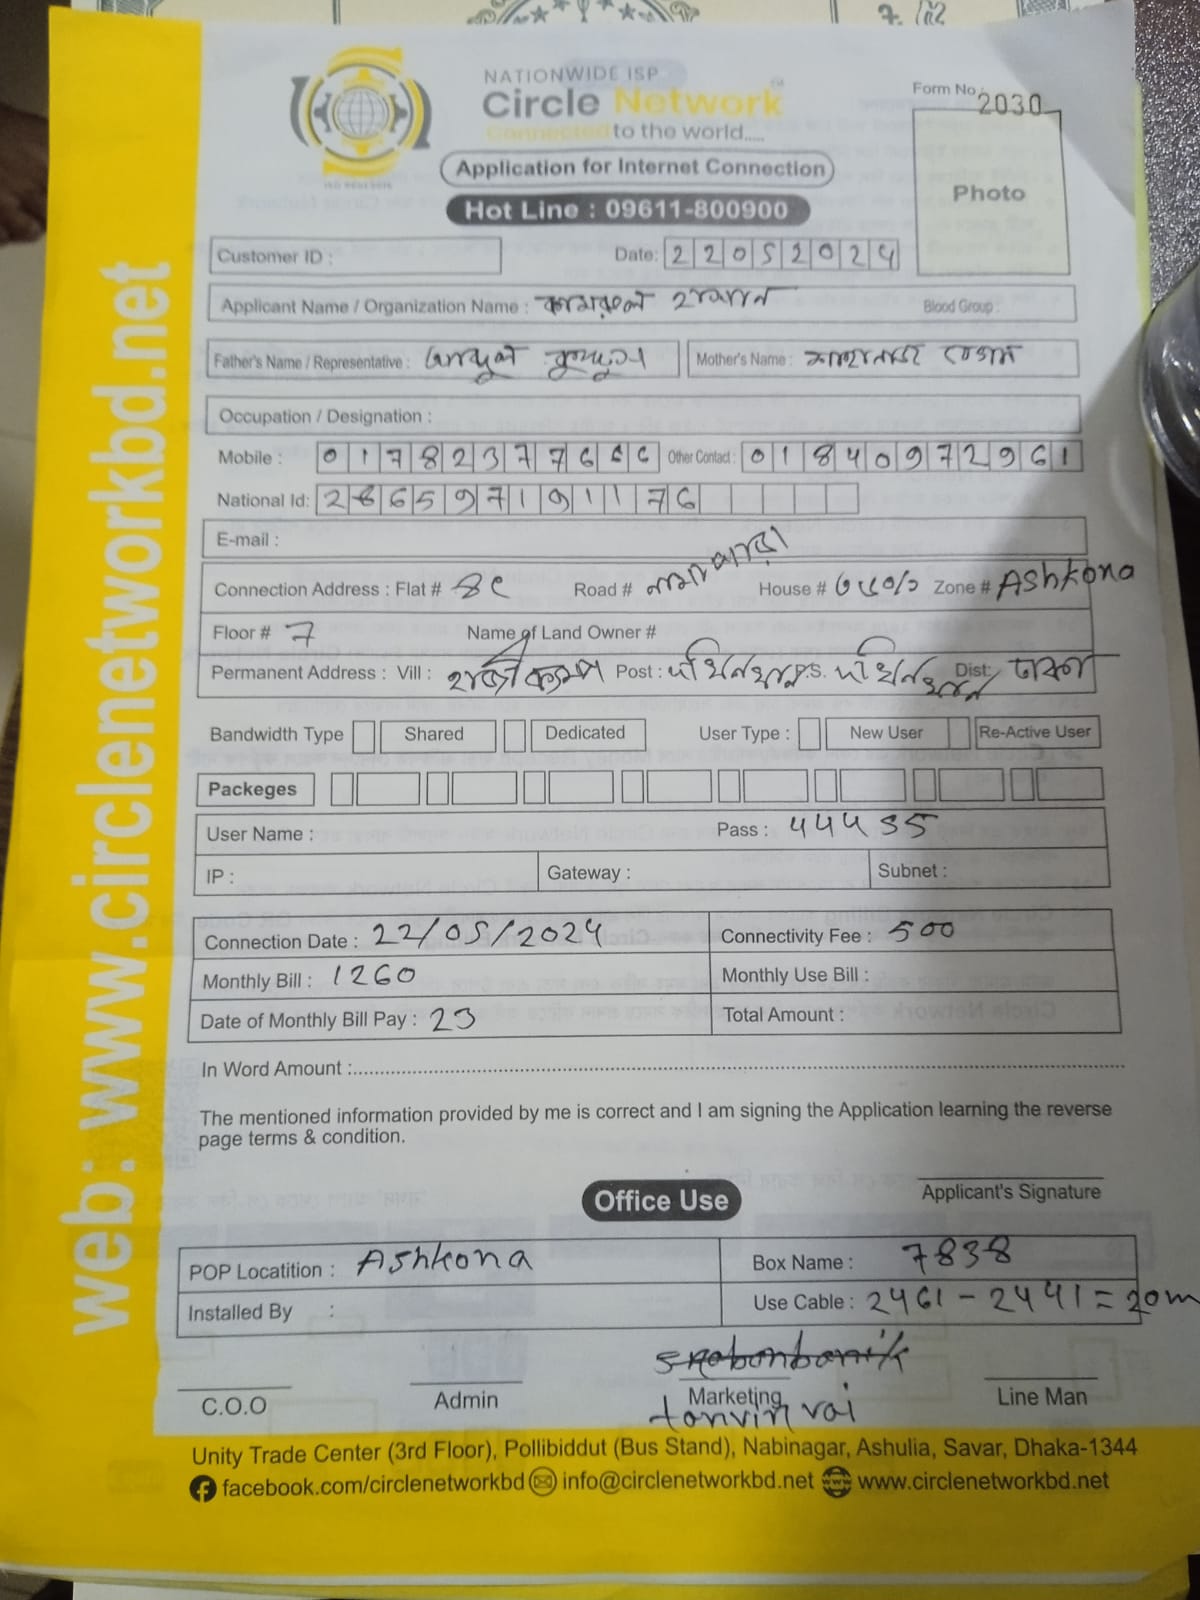 NATIONWIDE ISP
Circle Network
Connected to the world.....
Form No. 2030
Application for Internet Connection
Hot Line : 09611-800900
Photo
Customer ID :
Date: 22052024
Applicant Name / Organization Name :
Blood Group :
Father's Name / Representative :
Mother's Name : বেগম
Occupation / Designation :
Mobile : 01782377666 Other Contact : 01840972961
National Id: 2865971911176
E-mail :
Connection Address : Flat # Road # House # Zone # Ashkona
Floor # 7 Name of Land Owner #
Permanent Address : Vill : হাজী ক্যাম্প Post : দক্ষিনখান P.S. দক্ষিনখান Dist: ঢাকা
Bandwidth Type Shared Dedicated User Type : New User Re-Active User
Packeges
User Name : Pass : 44455
IP : Gateway : Subnet :
Connection Date : 22/05/2024 Connectivity Fee : 500
Monthly Bill : 1260 Monthly Use Bill :
Date of Monthly Bill Pay : 23 Total Amount :
In Word Amount :
The mentioned information provided by me is correct and I am signing the Application learning the reverse
page terms & condition.
Office Use
Applicant's Signature
POP Locatition : Ashkona Box Name : 7838
Installed By : Use Cable : 2461 - 2441 = 20m
C.O.O Admin Marketing Line Man
tanvin vai
Unity Trade Center (3rd Floor), Pollibiddut (Bus Stand), Nabinagar, Ashulia, Savar, Dhaka-1344
facebook.com/circlenetworkbd info@circlenetworkbd.net www.circlenetworkbd.net
web: www.circlenetworkbd.net